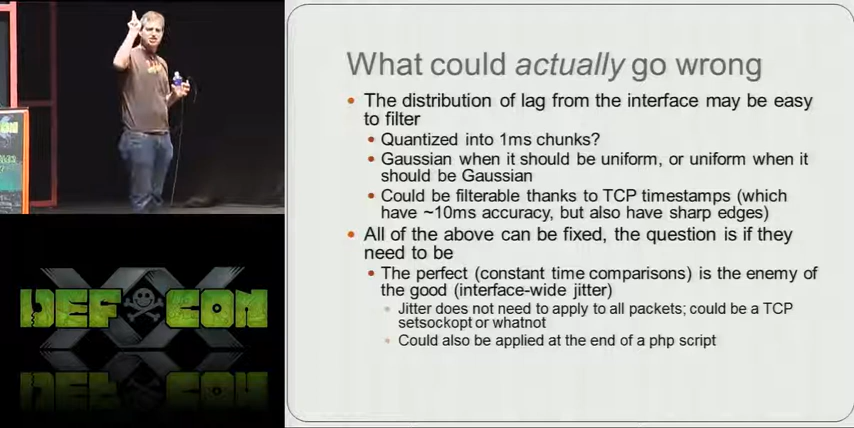 What could actually go wrong
The distribution of lag from the interface may be easy
to filter
Quantized into 1ms chunks?
Gaussian when it should be uniform, or uniform when it
should be Gaussian
Could be filterable thanks to TCP timestamps (which
have ~10ms accuracy, but also have sharp edges)
All of the above can be fixed, the question is if they
need to be
The perfect (constant time comparisons) is the enemy of
the good (interface-wide jitter)
Jitter does not need to apply to all packets; could be a TCP
setsockopt or whatnot
Could also be applied at the end of a php script
DEF CON
XX